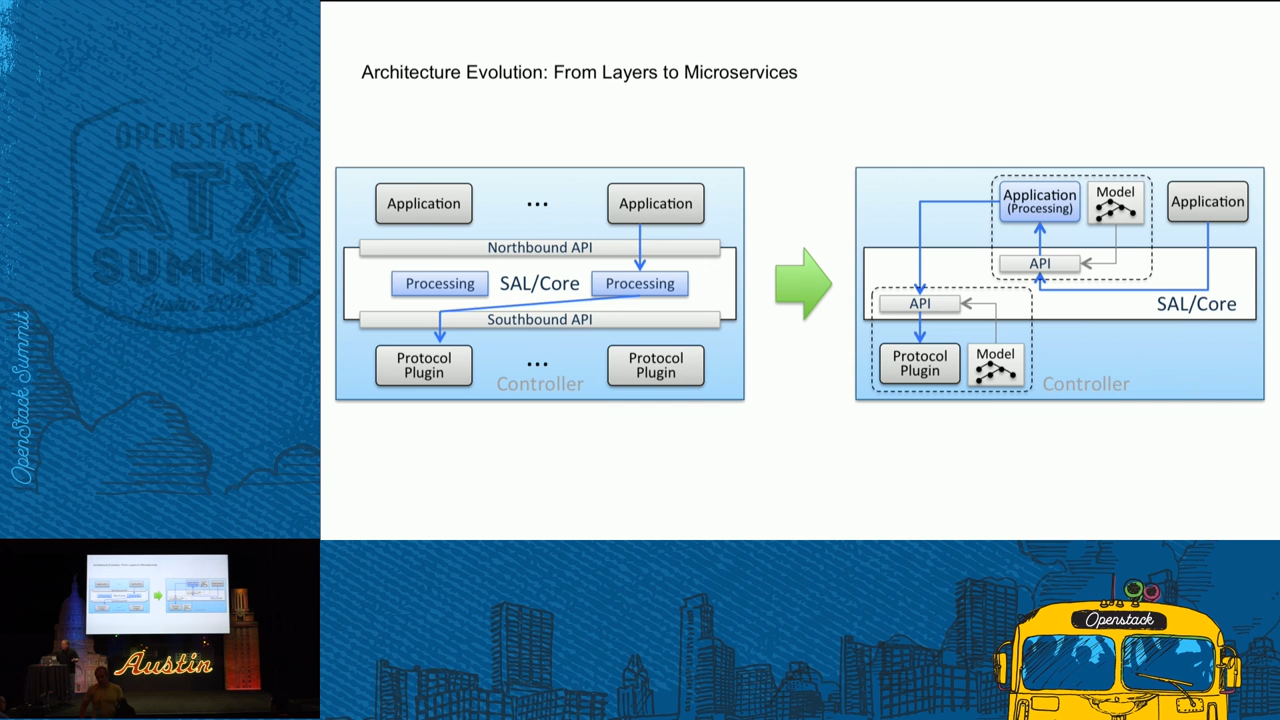 OPENSTACK
ATX
SUMMIT
Austin
OpenStack Summit
Architecture Evolution: From Layers to Microservices
Application
...
Application
Northbound API
Processing
SAL/Core
Processing
Southbound API
Protocol
Plugin
...
Protocol
Plugin
Controller
Application
(Processing)
Model
Application
API
API
SAL/Core
Protocol
Plugin
Model
Controller
Austin
Openstack